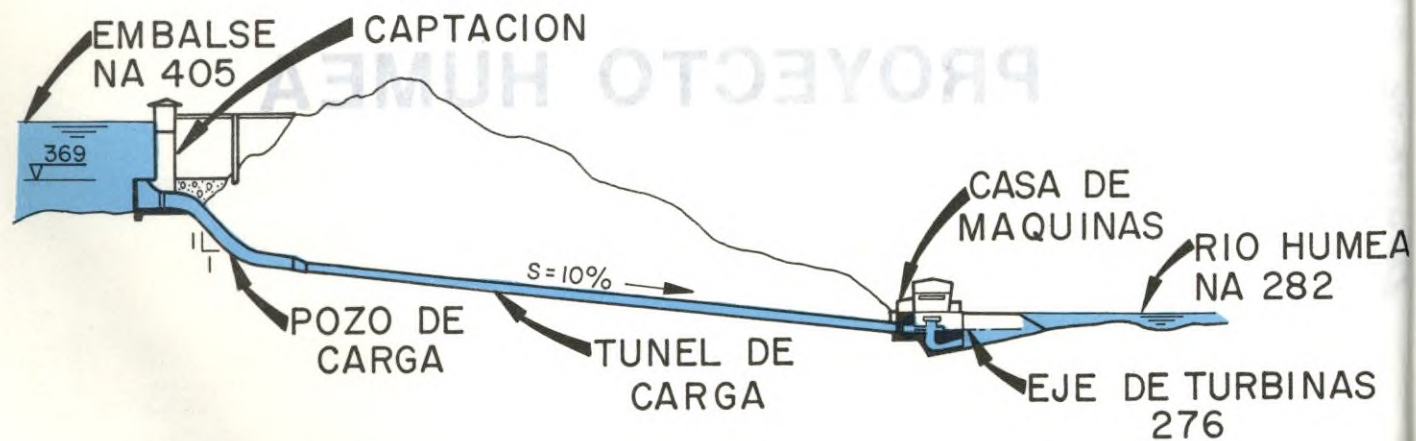 PROYECTO HUMEA
EMBALSE
NA 405
CAPTACION
369
I
I
S=10%
POZO DE
CARGA
TUNEL DE
CARGA
CASA DE
MAQUINAS
RIO HUMEA
NA 282
EJE DE TURBINAS
276